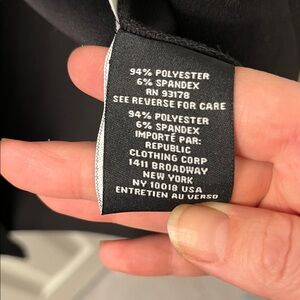 94% POLYESTER
6% SPANDEX
RN 93178
SEE REVERSE FOR CARE
94% POLYESTER
6% SPANDEX
IMPORTÉ PAR:
REPUBLIC
CLOTHING CORP
1411 BROADWAY
NEW YORK
NY 10018 USA
ENTRETIEN AU VERSO